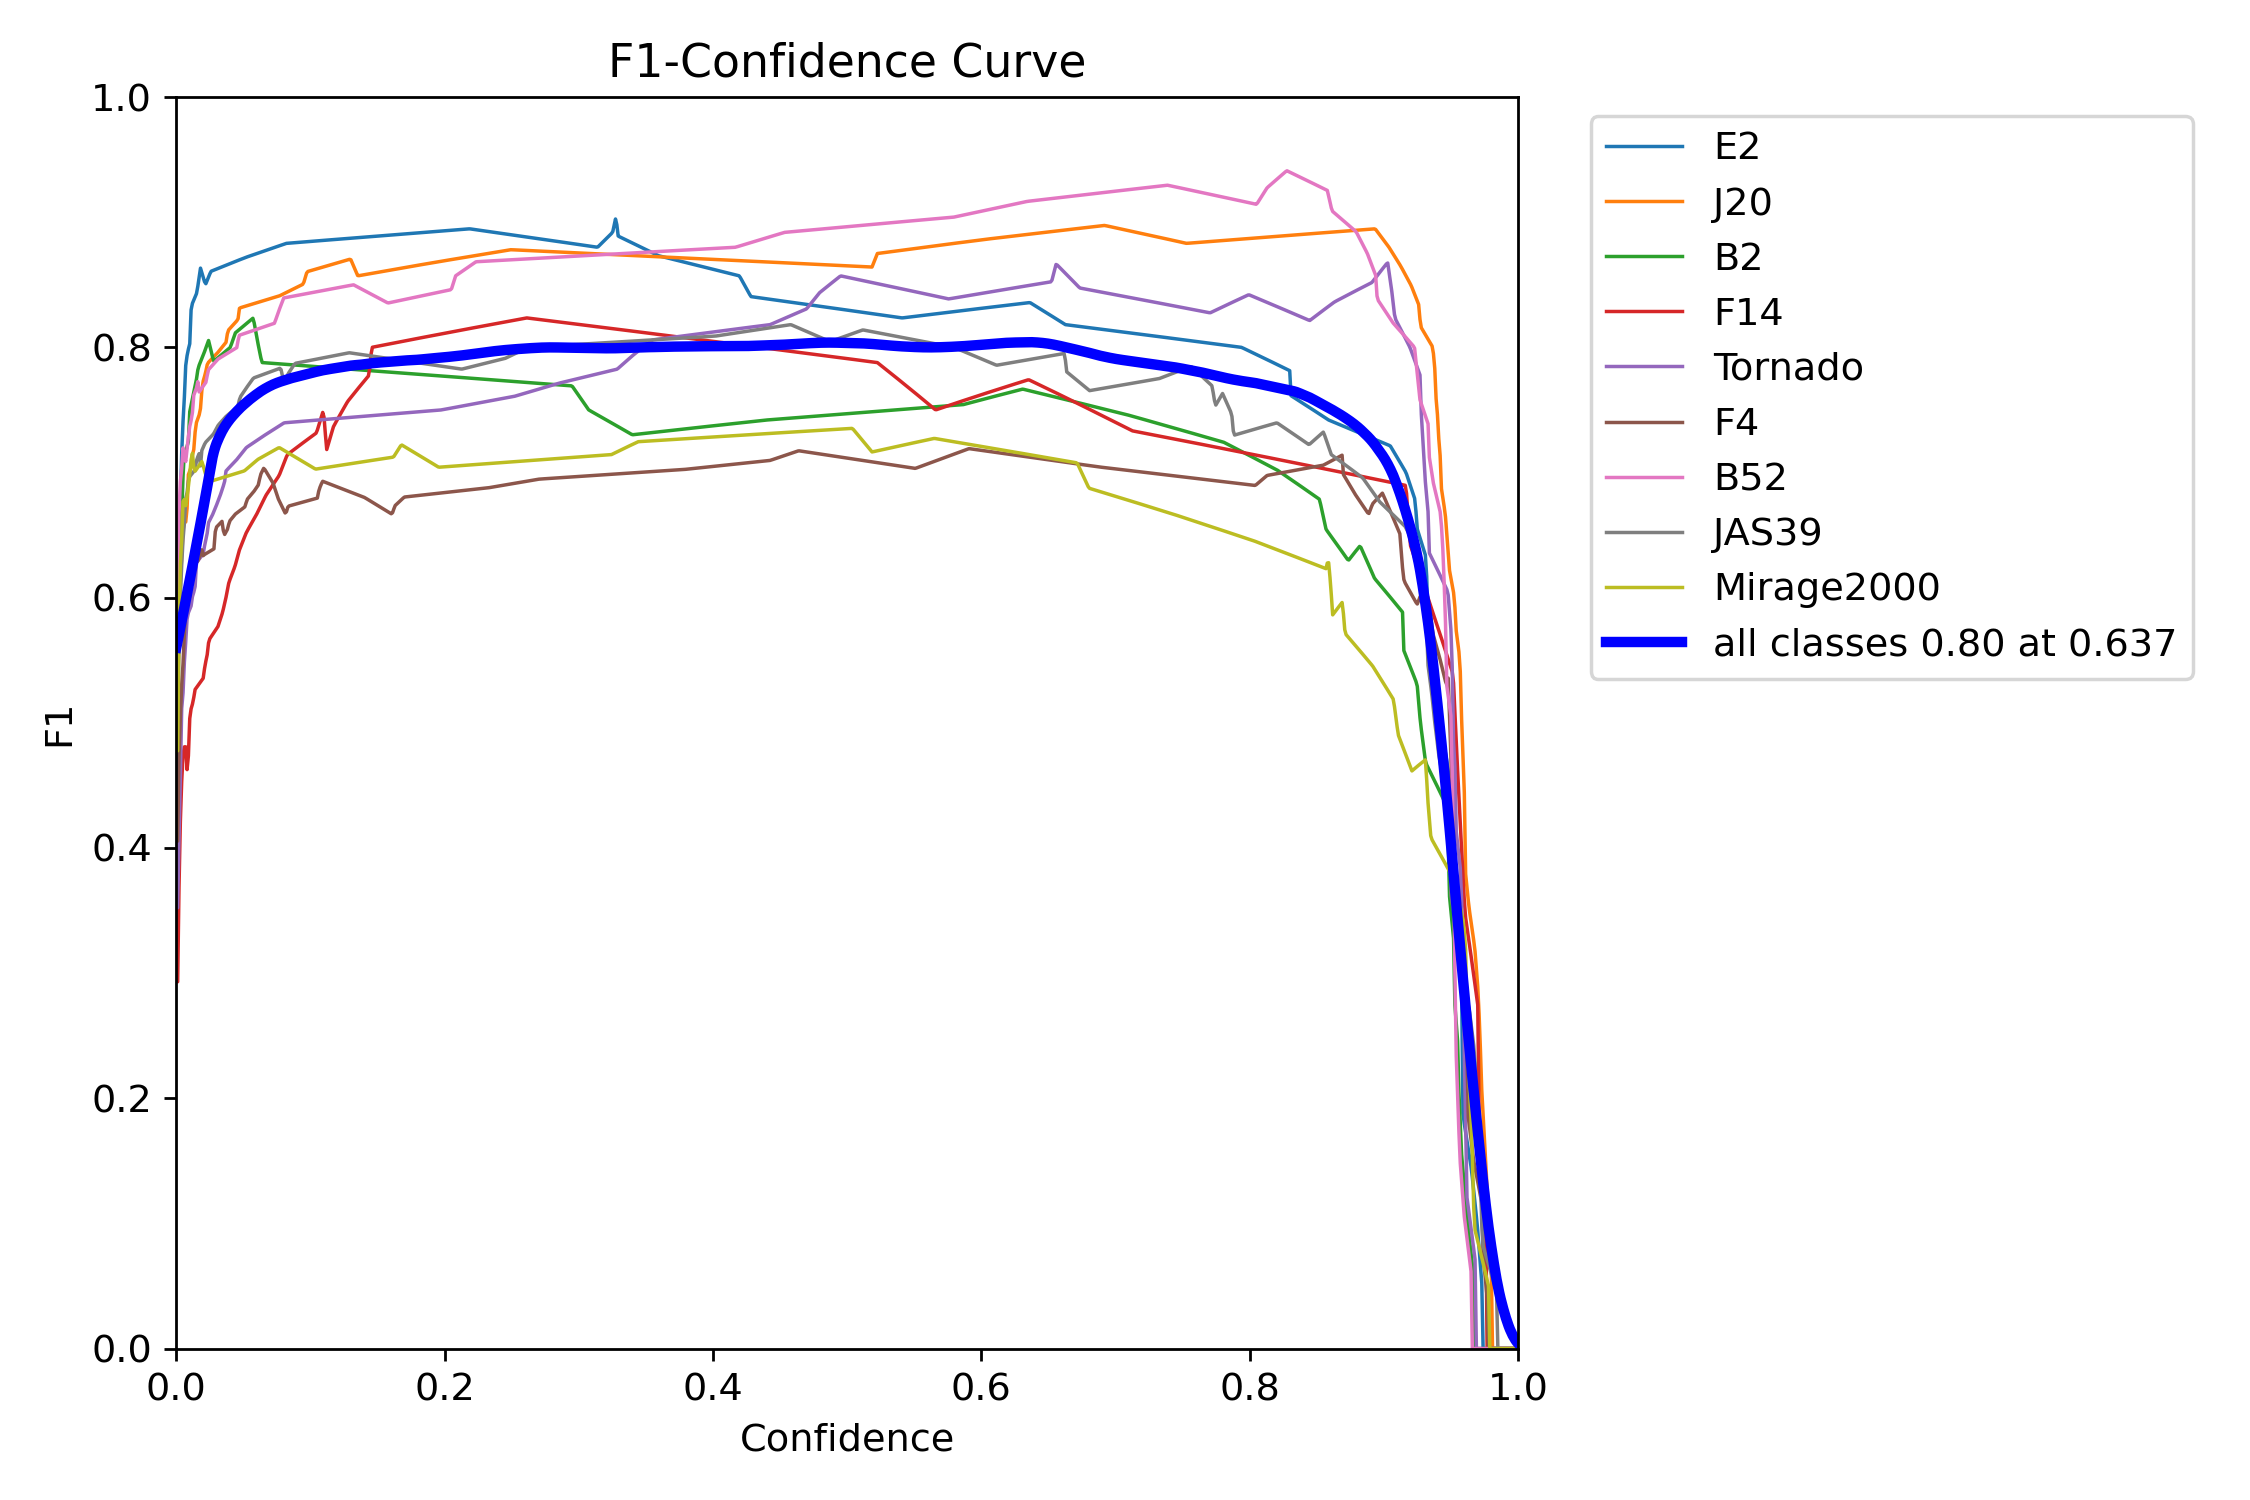 F1-Confidence Curve
1.0
0.8
0.6
0.4
0.2
0.0
F1
0.0 0.2 0.4 0.6 0.8 1.0
Confidence
E2
J20
B2
F14
Tornado
F4
B52
JAS39
Mirage2000
all classes 0.80 at 0.637